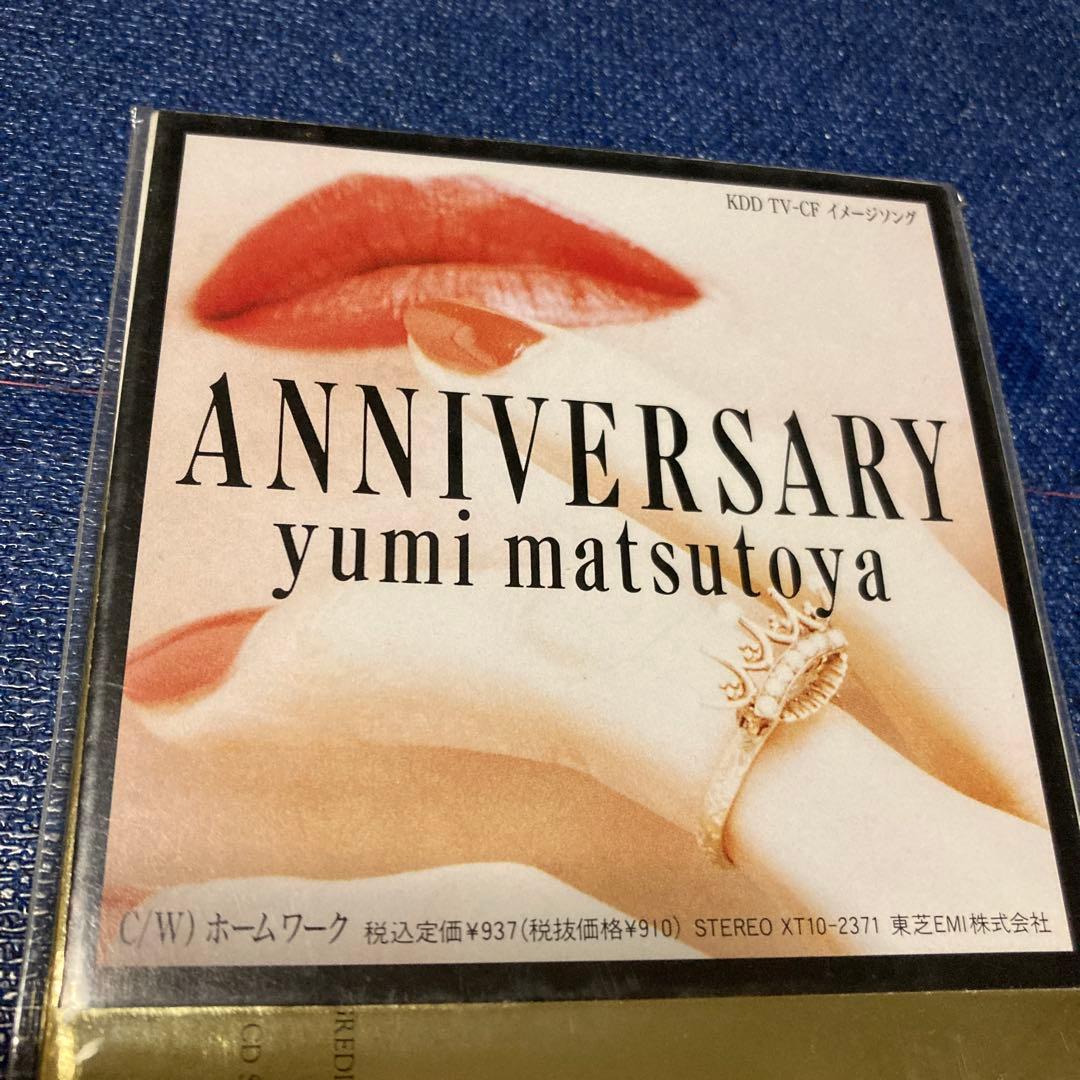 KDD TV-CF イメージソング
ANNIVERSARY
yumi matsutoya
C/W) ホームワーク 税込定価¥937(税抜価格¥910) STEREO XT10-2371 東芝EMI株式会社
CD